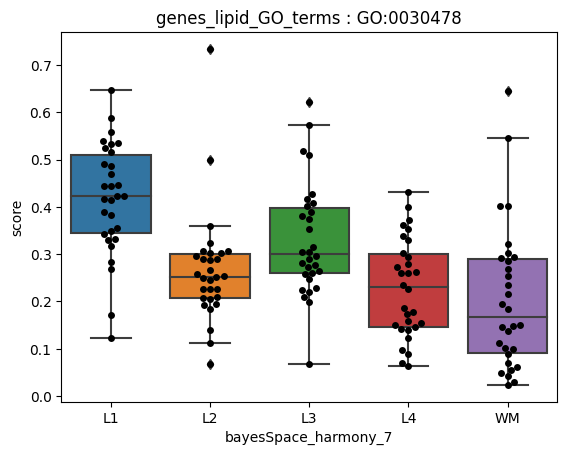 genes_lipid_GO_terms : GO:0030478
0.7
0.6
0.5
0.4
0.3
0.2
0.1
0.0
score
L1 L2 L3 L4 WM
bayesSpace_harmony_7